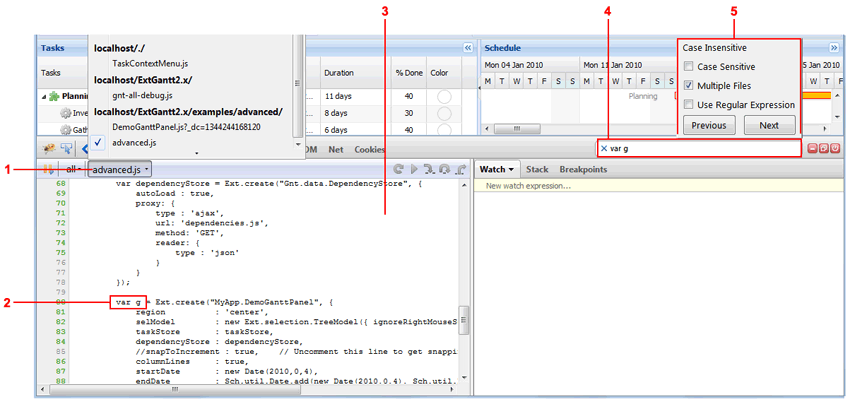 3
4
5
Tasks
localhost/./
TaskContextMenu.js
localhost/ExtGantt2.x/
gnt-all-debug.js
localhost/ExtGantt2.x/examples/advanced/
DemoGanttPanel.js?_dc=1344244168120
advanced.js
Tasks
Duration
% Done
Color
Planning
11 days
40
Inve
8 days
30
Gath
6 days
40
Schedule
Mon 04 Jan 2010
Mon 11 Jan 2010
5 Jan 2010
M T W T F S S M T W T F S S
Planning
Case Insensitive
Case Sensitive
Multiple Files
Use Regular Expression
Previous
Next
OM
Net
Cookies
var g
1
all
advanced.js
Watch
Stack
Breakpoints
New watch expression...
68 var dependencyStore = Ext.create("Gnt.data.DependencyStore", {
69 autoLoad : true,
70 proxy: {
71 type : 'ajax',
72 url: 'dependencies.js',
73 method: 'GET',
74 reader: {
75 type : 'json'
76 }
77 }
78 });
79
2
80 var g = Ext.create("MyApp.DemoGanttPanel", {
81 region : 'center',
82 selModel : new Ext.selection.TreeModel({ ignoreRightMouseS
83 taskStore : taskStore,
84 dependencyStore : dependencyStore,
85 //snapToIncrement : true, // Uncomment this line to get snappi
86 columnLines : true,
87 startDate : new Date(2010,0,4),
88 endDate : Sch.util.Date.add(new Date(2010,0,4), Sch.util.